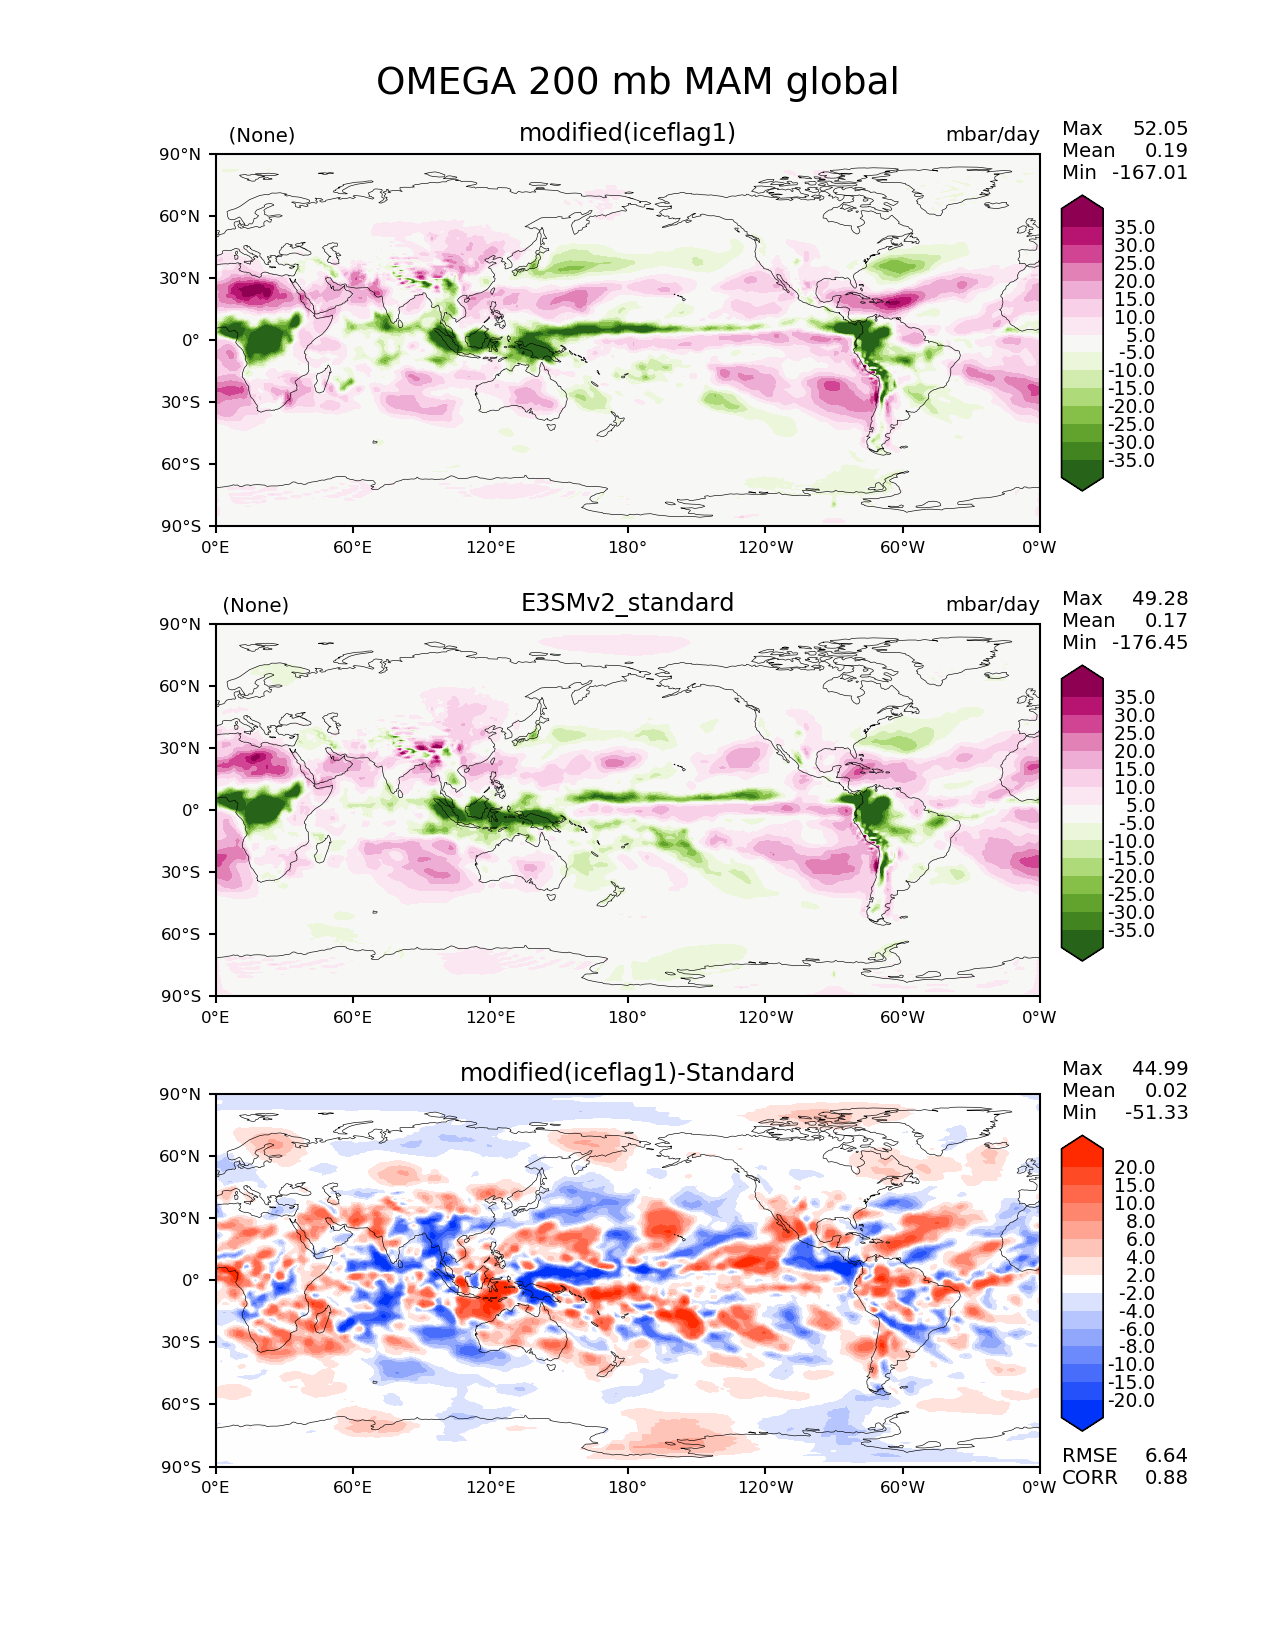 OMEGA 200 mb MAM global
(None) modified(iceflag1) mbar/day
Max 52.05
Mean 0.19
Min -167.01
90°N
60°N
30°N
0°
30°S
60°S
90°S
0°E 60°E 120°E 180° 120°W 60°W 0°W
35.0
30.0
25.0
20.0
15.0
10.0
5.0
-5.0
-10.0
-15.0
-20.0
-25.0
-30.0
-35.0
(None) E3SMv2_standard mbar/day
Max 49.28
Mean 0.17
Min -176.45
90°N
60°N
30°N
0°
30°S
60°S
90°S
0°E 60°E 120°E 180° 120°W 60°W 0°W
35.0
30.0
25.0
20.0
15.0
10.0
5.0
-5.0
-10.0
-15.0
-20.0
-25.0
-30.0
-35.0
modified(iceflag1)-Standard
Max 44.99
Mean 0.02
Min -51.33
90°N
60°N
30°N
0°
30°S
60°S
90°S
0°E 60°E 120°E 180° 120°W 60°W 0°W
20.0
15.0
10.0
8.0
6.0
4.0
2.0
-2.0
-4.0
-6.0
-8.0
-10.0
-15.0
-20.0
RMSE 6.64
CORR 0.88